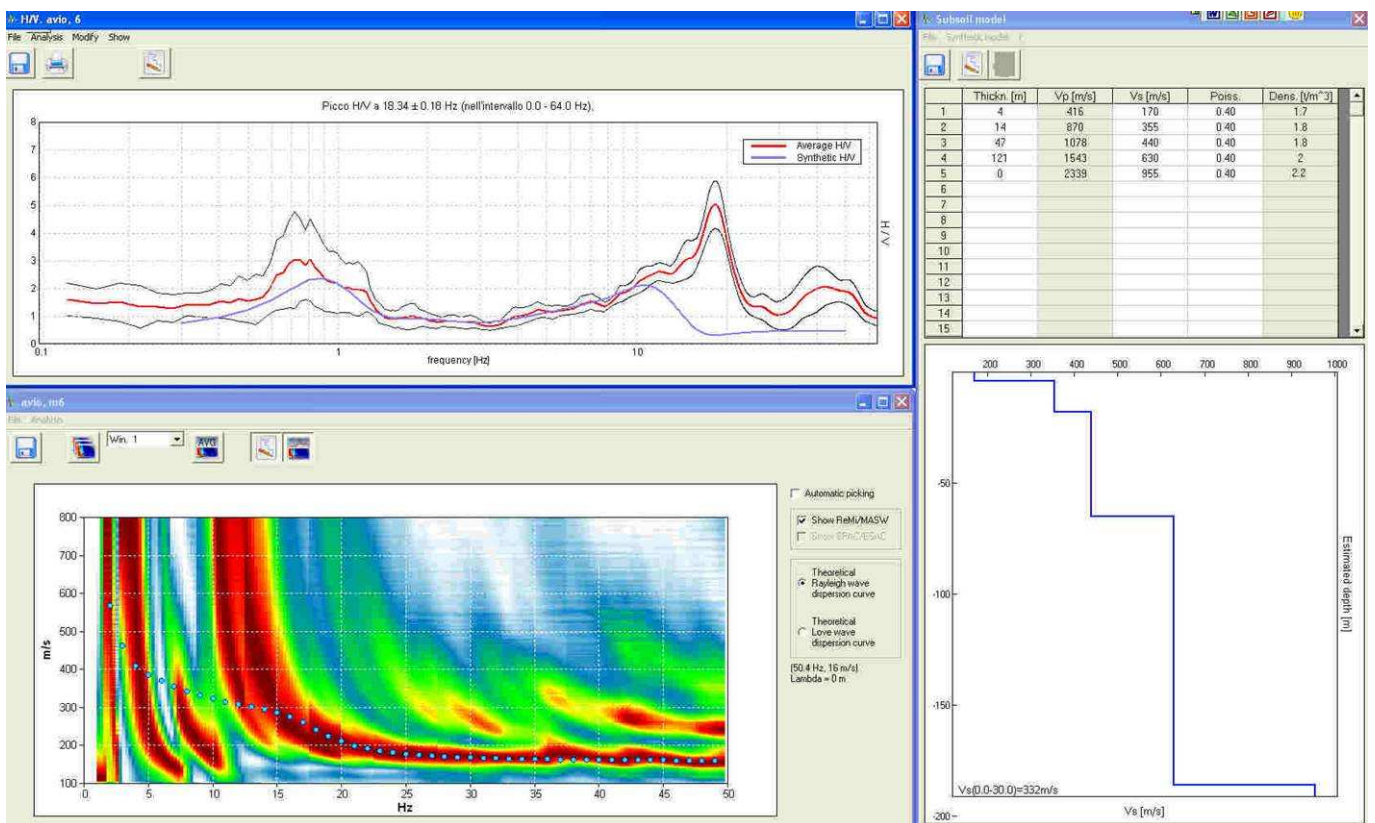 H/V. avio, 6
File Analysis Modify Show
Picco H/V a 18.34 ± 0.18 Hz (nell'intervallo 0.0 - 64.0 Hz).
8
7
6
5
4
3
2
1
0
Average H/V
Synthetic H/V
H / V
0.1 1 10
frequency [Hz]
avio, m6
File Analysis
Win. 1
AVG
800
700
600
500
400
300
200
100
m/s
0 5 10 15 20 25 30 35 40 45 50
Hz
Automatic picking
Show ReMi/MASW
Show SPAC/ESAC
Theoretical
Rayleigh wave
dispersion curve
Theoretical
Love wave
dispersion curve
(50.4 Hz, 16 m/s)
Lambda = 0 m
Subsoil model
File Synthetic model ?
Thickn. [m] Vp [m/s] Vs [m/s] Poiss. Dens. [t/m^3]
1 4 416 170 0.40 1.7
2 14 870 355 0.40 1.8
3 47 1078 440 0.40 1.8
4 121 1543 630 0.40 2
5 0 2339 955 0.40 2.2
6
7
8
9
10
11
12
13
14
15
200 300 400 500 600 700 800 900 1000
-50
-100
-150
-200
Estimated depth [m]
Vs(0.0-30.0)=332m/s
Vs [m/s]